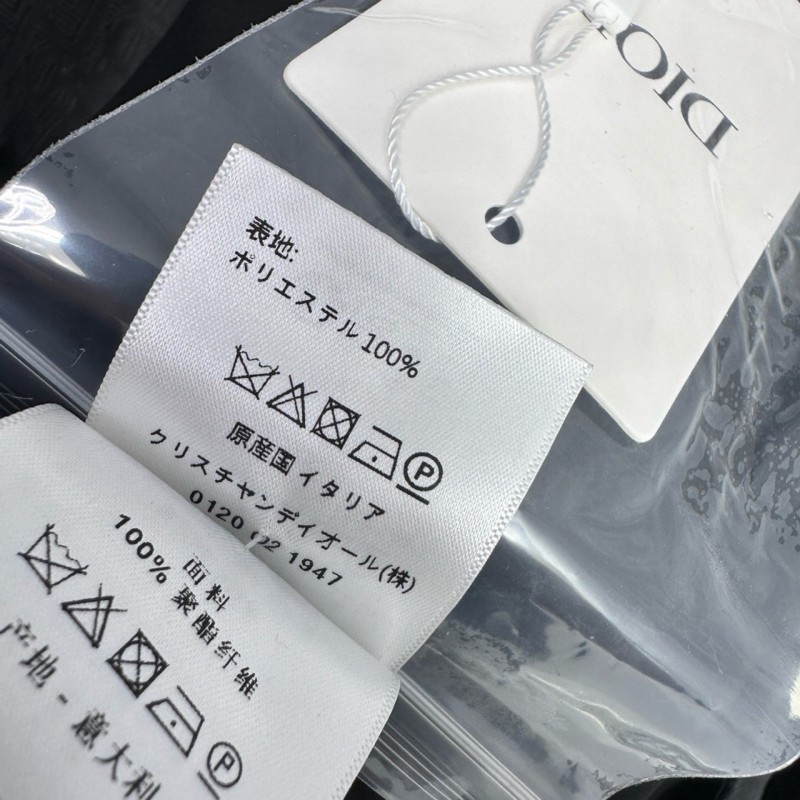 DIOR
表地:
ポリエステル100%
P
原産国 イタリア
クリスチャンディオール(株)
0120 02 1947
面料
100% 聚酯纤维
P
产地 - 意大利